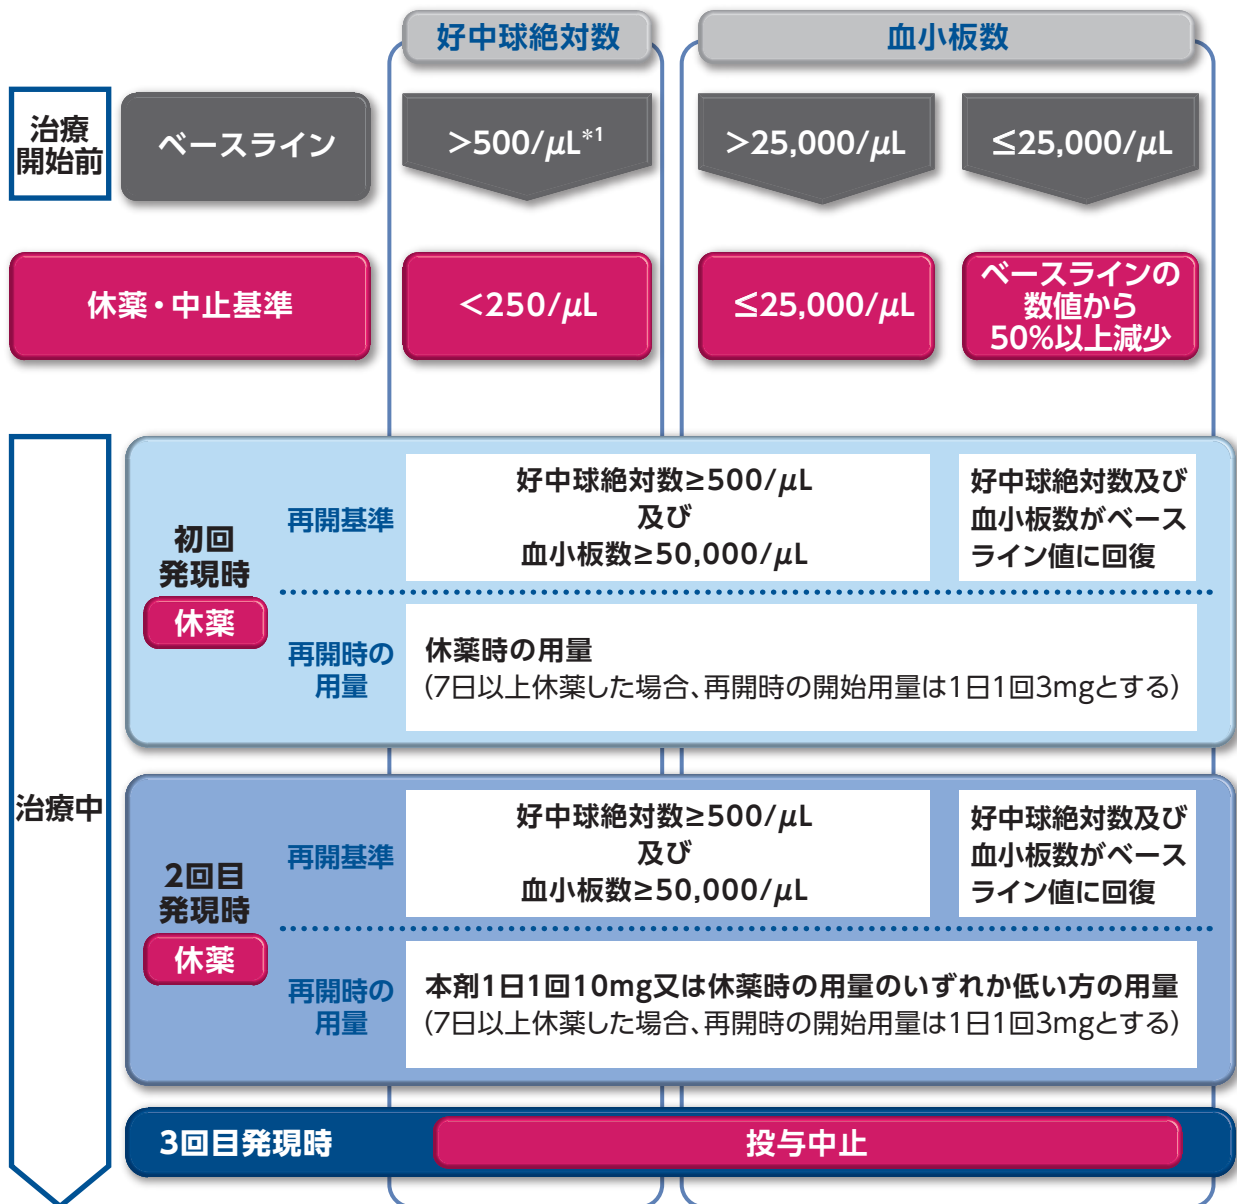 好中球絶対数
血小板数
治療
開始前
ベースライン
>500/μL*1
>25,000/μL
≤25,000/μL
休薬・中止基準
<250/μL
≤25,000/μL
ベースラインの
数値から
50%以上減少
治療中
初回
発現時
休薬
再開基準
好中球絶対数≥500/μL
及び
血小板数≥50,000/μL
好中球絶対数及び
血小板数がベース
ライン値に回復
再開時の
用量
休薬時の用量
(7日以上休薬した場合、再開時の開始用量は1日1回3mgとする)
2回目
発現時
休薬
再開基準
好中球絶対数≥500/μL
及び
血小板数≥50,000/μL
好中球絶対数及び
血小板数がベース
ライン値に回復
再開時の
用量
本剤1日1回10mg又は休薬時の用量のいずれか低い方の用量
(7日以上休薬した場合、再開時の開始用量は1日1回3mgとする)
3回目発現時
投与中止